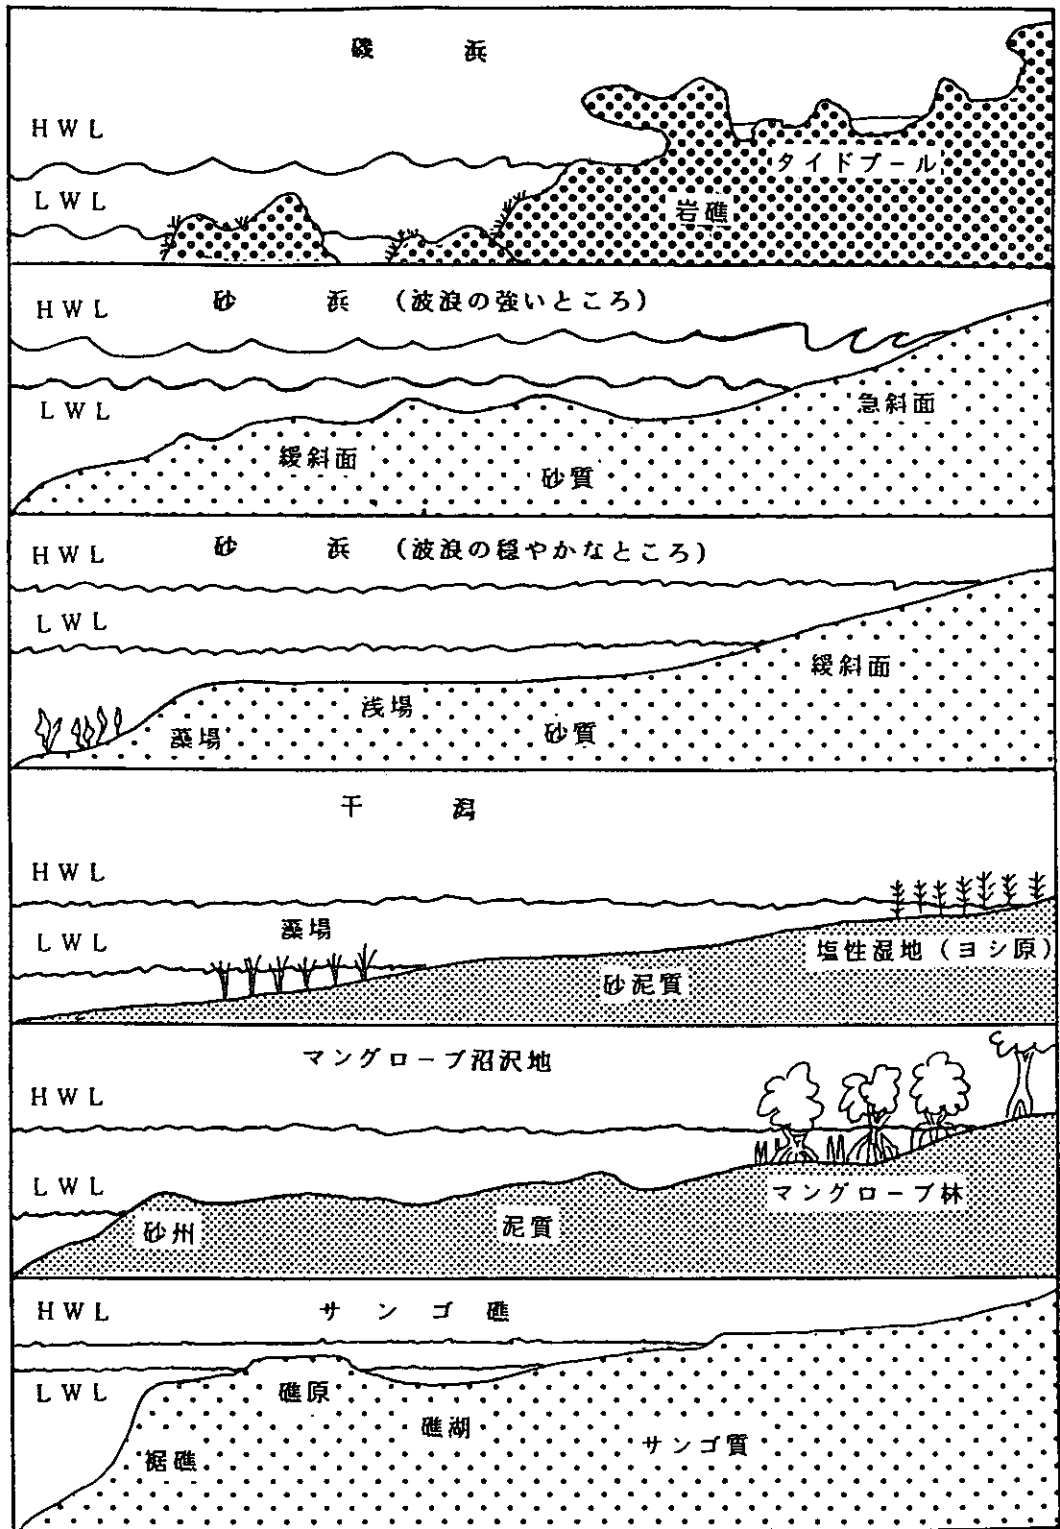 磯 浜
HWL
タイドプール
LWL
岩礁
砂 浜 (波浪の強いところ)
HWL
LWL
急斜面
緩斜面
砂質
砂 浜 (波浪の穏やかなところ)
HWL
LWL
緩斜面
浅場
藻場
砂質
干 潟
HWL
藻場
LWL
塩性湿地(ヨシ原)
砂泥質
マングローブ沼沢地
HWL
LWL
マングローブ林
砂州
泥質
HWL
サンゴ礁
LWL
礁原
礁湖
サンゴ質
裾礁